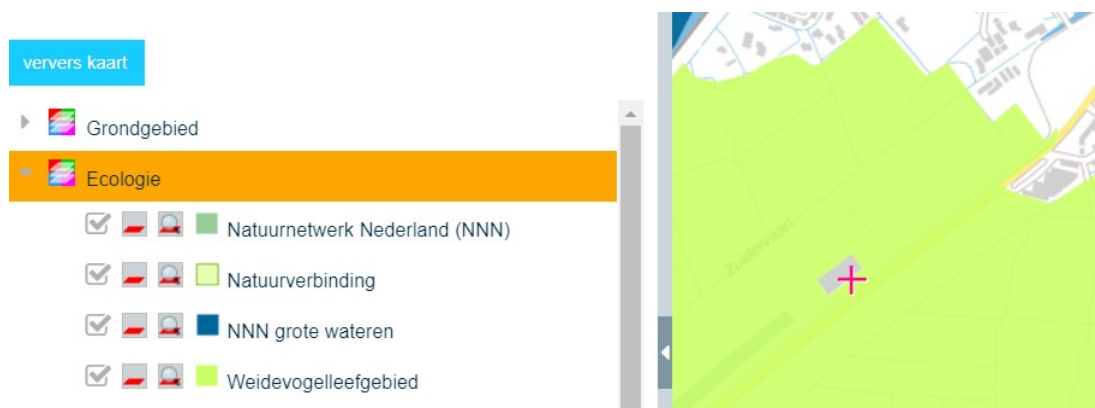 ververs kaart
Grondgebied
Ecologie
Natuurnetwerk Nederland (NNN)
Natuurverbinding
NNN grote wateren
Weidevogelleefgebied
Zuidervaart